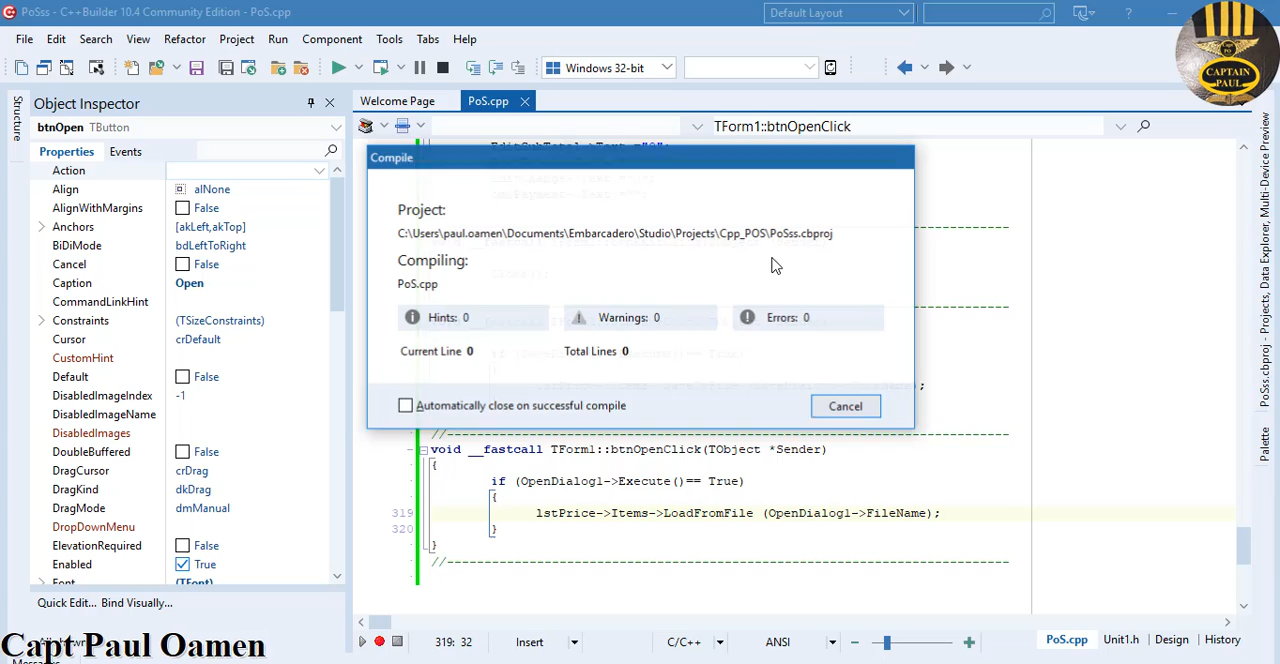 PoSss - C++Builder 10.4 Community Edition - PoS.cpp
Default Layout
?
File Edit Search View Refactor Project Run Component Tools Tabs Help
Windows 32-bit
CAPTAIN
PAUL
Structure
Object Inspector
btnOpen TButton
Properties Events
Action
Align alNone
AlignWithMargins False
Anchors [akLeft,akTop]
BiDiMode bdLeftToRight
Cancel False
Caption Open
CommandLinkHint
Constraints (TSizeConstraints)
Cursor crDefault
CustomHint
Default False
DisabledImageIndex -1
DisabledImageName
DisabledImages
DoubleBuffered False
DragCursor crDrag
DragKind dkDrag
DragMode dmManual
DropDownMenu
ElevationRequired False
Enabled True
Font (TFont)
Quick Edit... Bind Visually...
Capt Paul Oamen
Welcome Page PoS.cpp
TForm1::btnOpenClick
Compile
Project:
C:\Users\paul.oamen\Documents\Embarcadero\Studio\Projects\Cpp_POS\PoSss.cbproj
Compiling:
PoS.cpp
Hints: 0 Warnings: 0 Errors: 0
Current Line 0 Total Lines 0
Automatically close on successful compile Cancel
//------------------------------------------------------------------------
void __fastcall TForm1::btnOpenClick(TObject *Sender)
{
if (OpenDialog1->Execute()== True)
{
319 lstPrice->Items->LoadFromFile (OpenDialog1->FileName);
320 }
}
//------------------------------------------------------------------------
319: 32 Insert C/C++ ANSI PoS.cpp Unit1.h Design History
PoSss.cbproj - Projects, Data Explorer, Multi-Device Preview
Palette